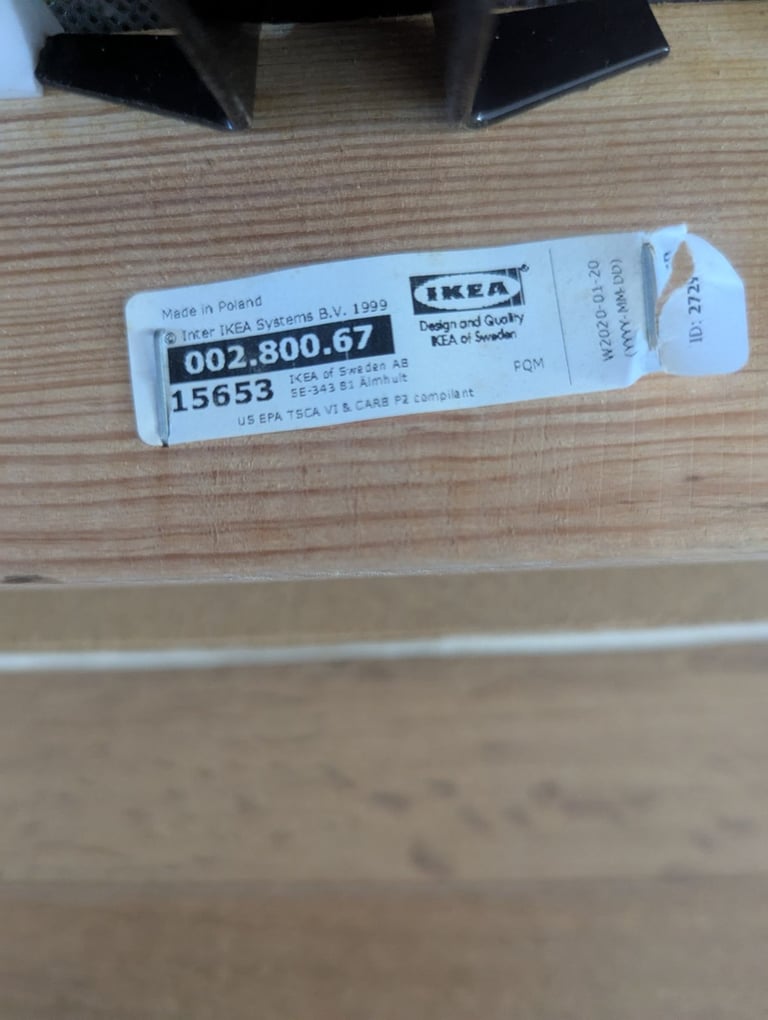 Made in Poland
© Inter IKEA Systems B.V. 1999
002.800.67
15653
IKEA of Sweden AB
SE-343 81 Älmhult
US EPA TSCA VI & CARB P2 compliant
IKEA®
Design and Quality
IKEA of Sweden
PQM
W2020-01-20
(YYYY-MM-DD)
ID: 272